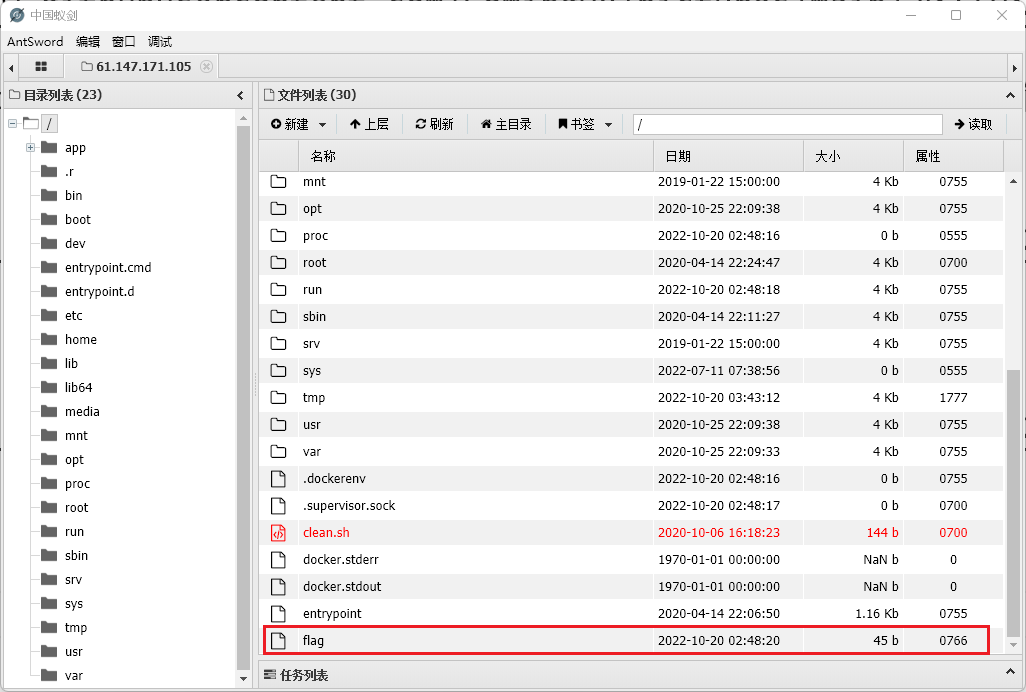 中国蚁剑
AntSword 编辑 窗口 调试
61.147.171.105
目录列表 (23)
/
app
.r
bin
boot
dev
entrypoint.cmd
entrypoint.d
etc
home
lib
lib64
media
mnt
opt
proc
root
run
sbin
srv
sys
tmp
usr
var
文件列表 (30)
新建 上层 刷新 主目录 书签 / 读取
名称 日期 大小 属性
mnt 2019-01-22 15:00:00 4 Kb 0755
opt 2020-10-25 22:09:38 4 Kb 0755
proc 2022-10-20 02:48:16 0 b 0555
root 2020-04-14 22:24:47 4 Kb 0700
run 2022-10-20 02:48:18 4 Kb 0755
sbin 2020-04-14 22:11:27 4 Kb 0755
srv 2019-01-22 15:00:00 4 Kb 0755
sys 2022-07-11 07:38:56 0 b 0555
tmp 2022-10-20 03:43:12 4 Kb 1777
usr 2020-10-25 22:09:38 4 Kb 0755
var 2020-10-25 22:09:33 4 Kb 0755
.dockerenv 2022-10-20 02:48:16 0 b 0755
.supervisor.sock 2022-10-20 02:48:17 0 b 0700
clean.sh 2020-10-06 16:18:23 144 b 0700
docker.stderr 1970-01-01 00:00:00 NaN b 0
docker.stdout 1970-01-01 00:00:00 NaN b 0
entrypoint 2020-04-14 22:06:50 1.16 Kb 0755
flag 2022-10-20 02:48:20 45 b 0766
任务列表